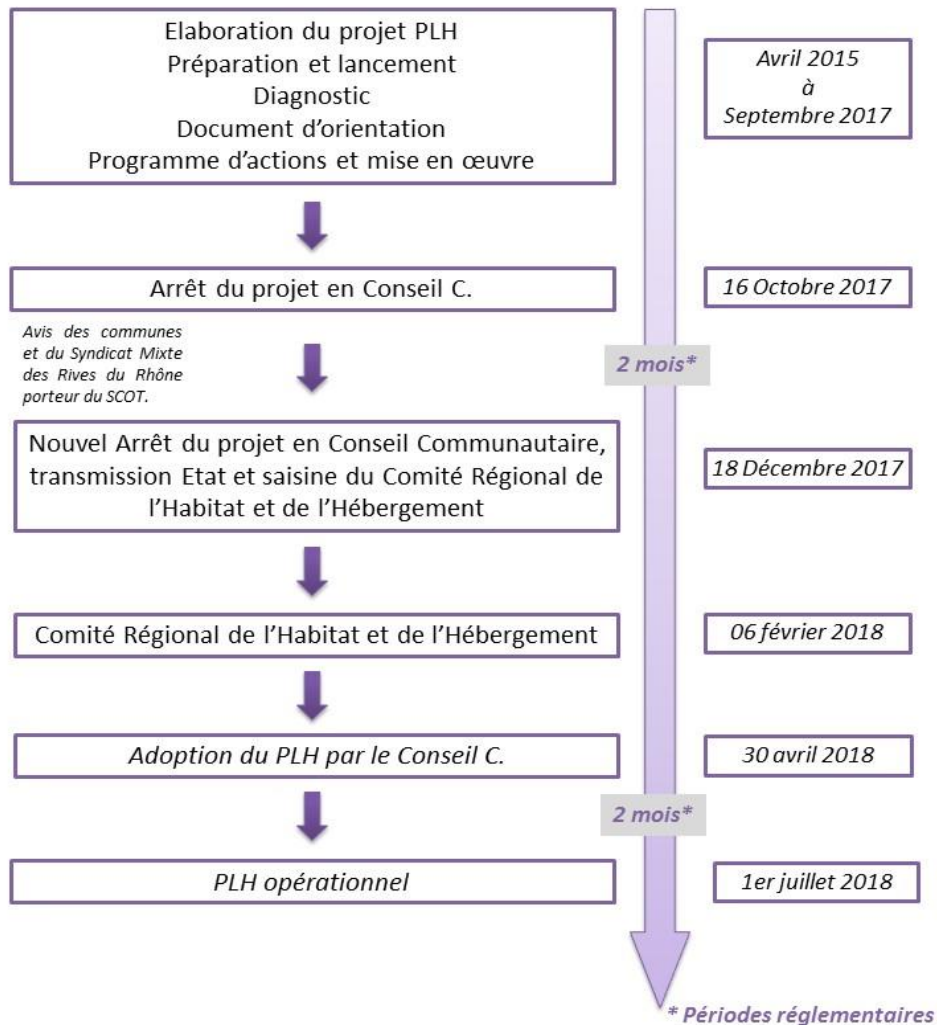 Elaboration du projet PLH
Préparation et lancement
Diagnostic
Document d'orientation
Programme d'actions et mise en œuvre
Avril 2015
à
Septembre 2017
Arrêt du projet en Conseil C.
16 Octobre 2017
Avis des communes
et du Syndicat Mixte
des Rives du Rhône
porteur du SCOT.
2 mois*
Nouvel Arrêt du projet en Conseil Communautaire,
transmission Etat et saisine du Comité Régional de
l'Habitat et de l'Hébergement
18 Décembre 2017
Comité Régional de l'Habitat et de l'Hébergement
06 février 2018
Adoption du PLH par le Conseil C.
30 avril 2018
2 mois*
PLH opérationnel
1er juillet 2018
* Périodes réglementaires